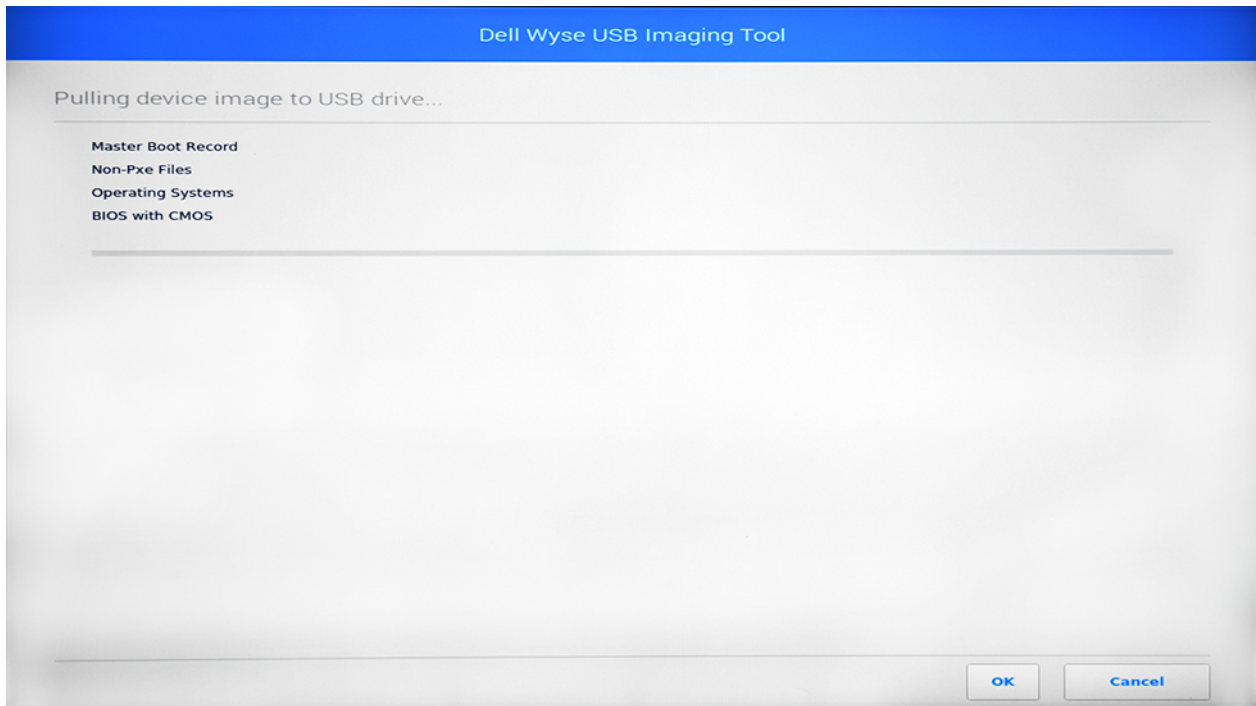 Dell Wyse USB Imaging Tool
Pulling device image to USB drive...
Master Boot Record
Non-Pxe Files
Operating Systems
BIOS with CMOS
OK
Cancel